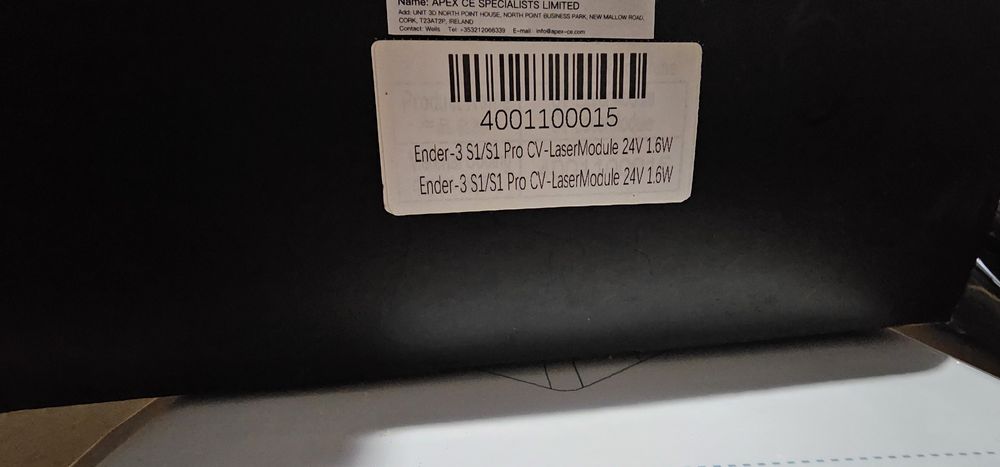 Name: APEX CE SPECIALISTS LIMITED
Add: UNIT 3D NORTH POINT HOUSE, NORTH POINT BUSINESS PARK, NEW MALLOW ROAD,
CORK, T23AT2P, IRELAND
Contact: Wells Tel: +353212066339 E-mail: info@apex-ce.com
4001100015
Ender-3 S1/S1 Pro CV-LaserModule 24V 1.6W
Ender-3 S1/S1 Pro CV-LaserModule 24V 1.6W